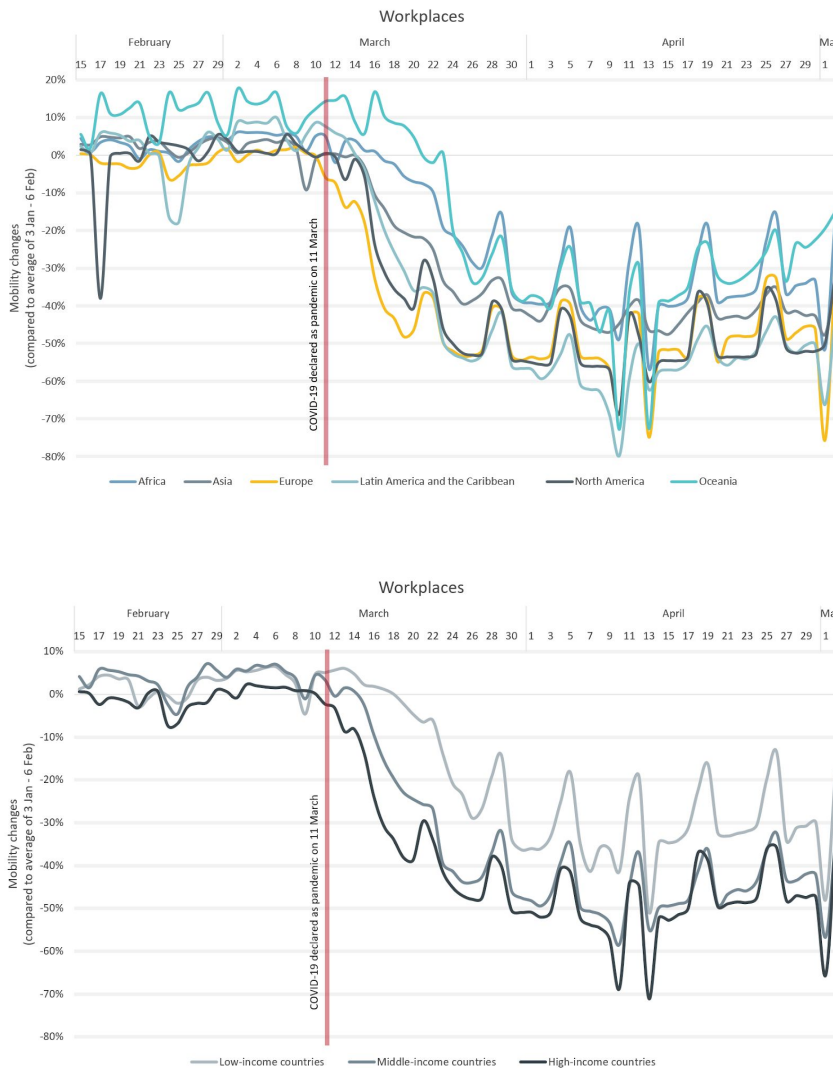 Workplaces
February March April Ma
15 17 19 21 23 25 27 29 2 4 6 8 10 12 14 16 18 20 22 24 26 28 30 1 3 5 7 9 11 13 15 17 19 21 23 25 27 29 1
20%
10%
0%
-10%
-20%
-30%
-40%
-50%
-60%
-70%
-80%
Mobility changes
(compared to average of 3 Jan - 6 Feb)
COVID-19 declared as pandemic on 11 March
Africa Asia Europe Latin America and the Caribbean North America Oceania
Workplaces
February March April Ma
15 17 19 21 23 25 27 29 2 4 6 8 10 12 14 16 18 20 22 24 26 28 30 1 3 5 7 9 11 13 15 17 19 21 23 25 27 29 1
10%
0%
-10%
-20%
-30%
-40%
-50%
-60%
-70%
-80%
Mobility changes
(compared to average of 3 Jan - 6 Feb)
COVID-19 declared as pandemic on 11 March
Low-income countries Middle-income countries High-income countries